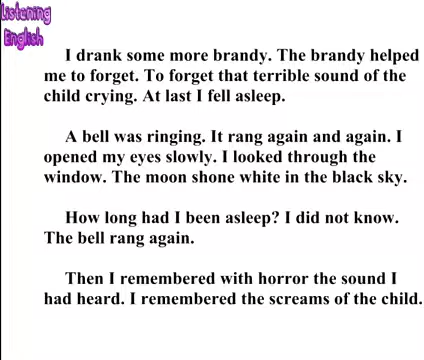 Listening
English
I drank some more brandy. The brandy helped
me to forget. To forget that terrible sound of the
child crying. At last I fell asleep.
A bell was ringing. It rang again and again. I
opened my eyes slowly. I looked through the
window. The moon shone white in the black sky.
How long had I been asleep? I did not know.
The bell rang again.
Then I remembered with horror the sound I
had heard. I remembered the screams of the child.